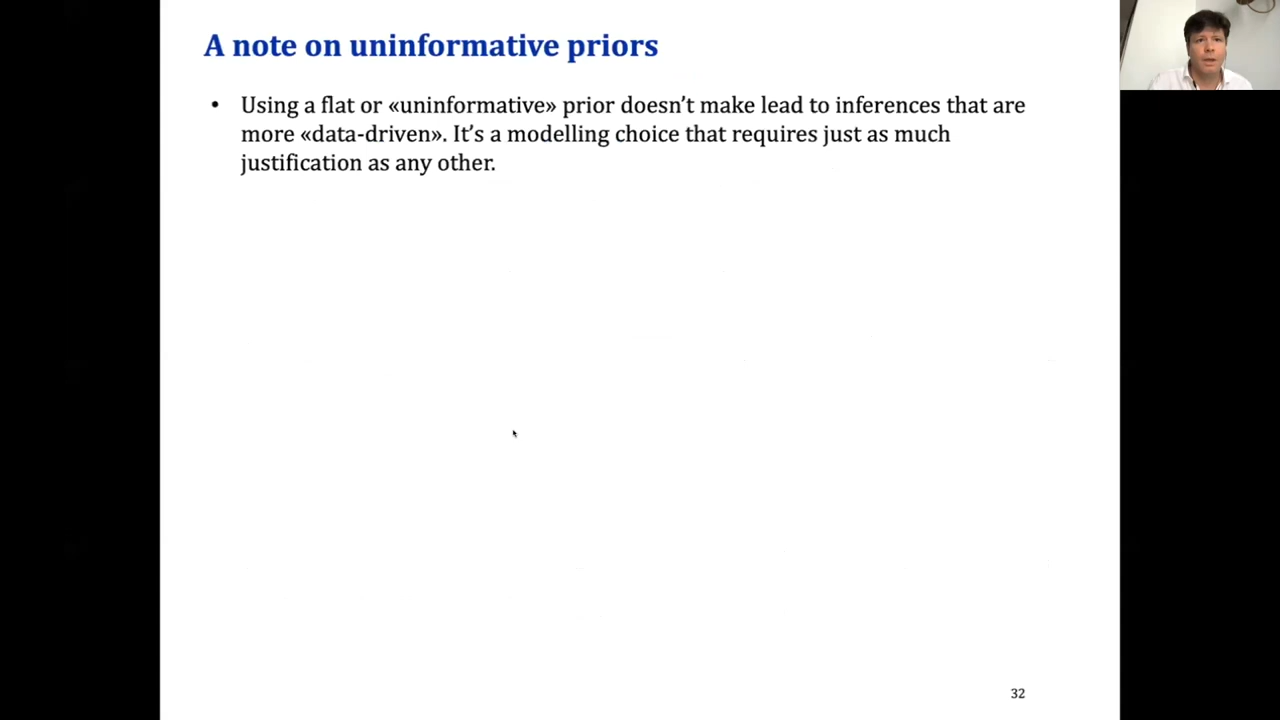 A note on uninformative priors
• Using a flat or «uninformative» prior doesn’t make lead to inferences that are
more «data-driven». It’s a modelling choice that requires just as much
justification as any other.
32